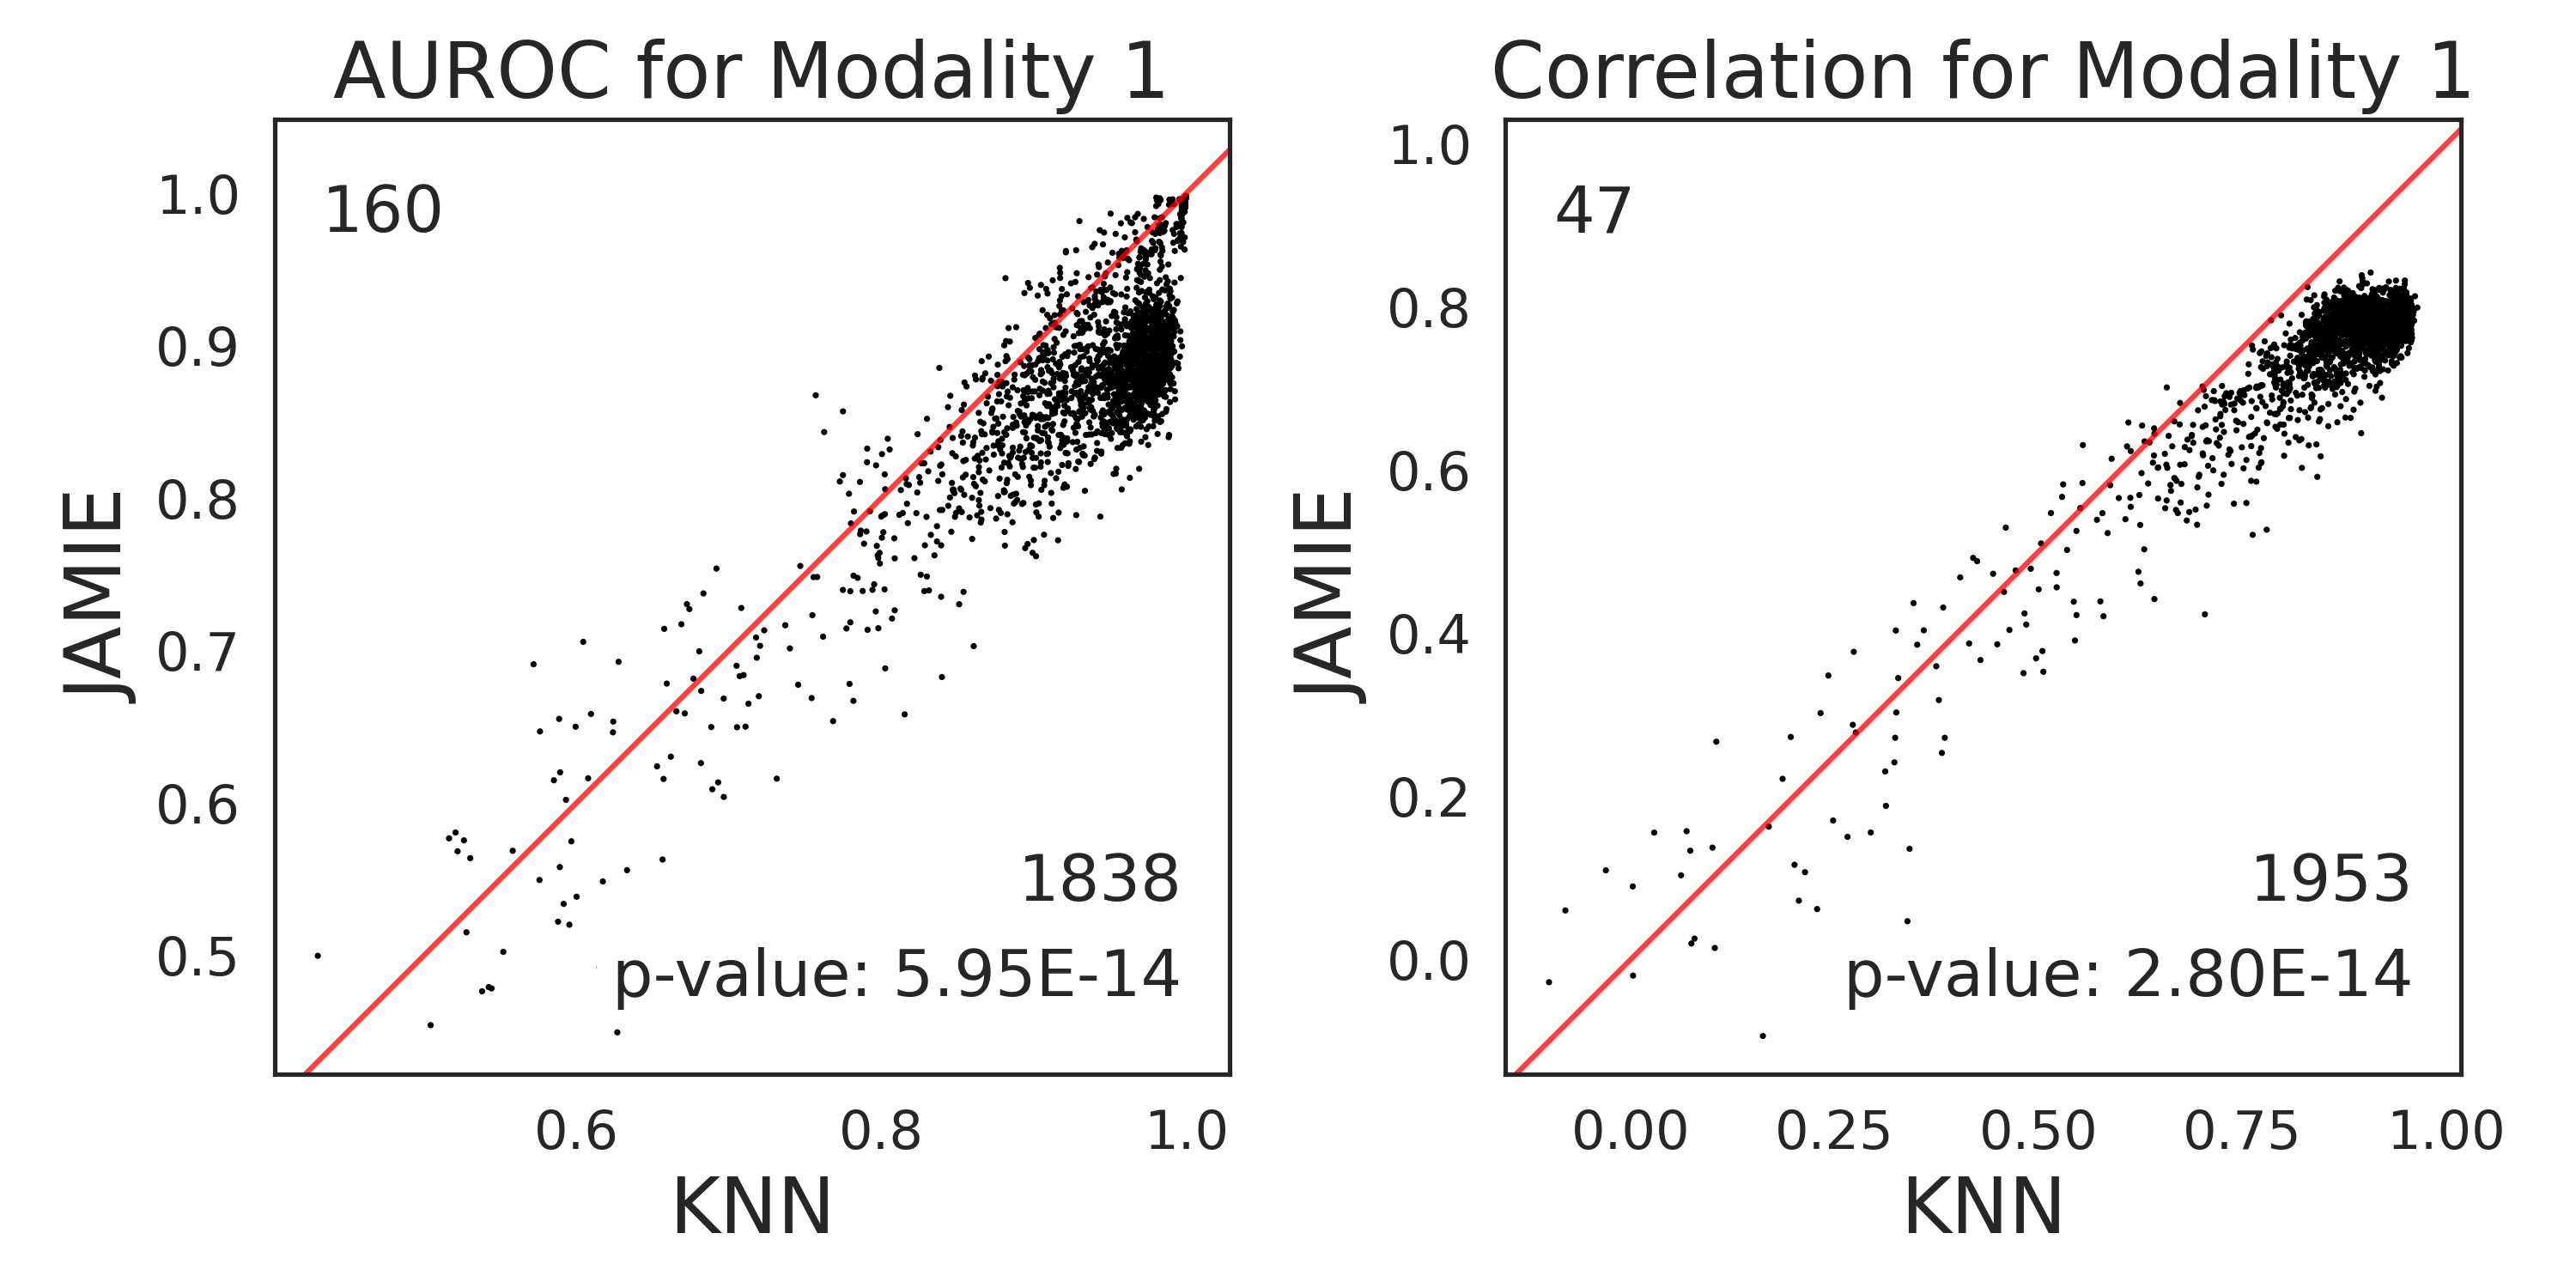 AUROC for Modality 1
160
1838
p-value: 5.95E-14
1.0
0.9
0.8
0.7
0.6
0.5
JAMIE
0.6 0.8 1.0
KNN
Correlation for Modality 1
47
1953
p-value: 2.80E-14
1.0
0.8
0.6
0.4
0.2
0.0
JAMIE
0.00 0.25 0.50 0.75 1.00
KNN